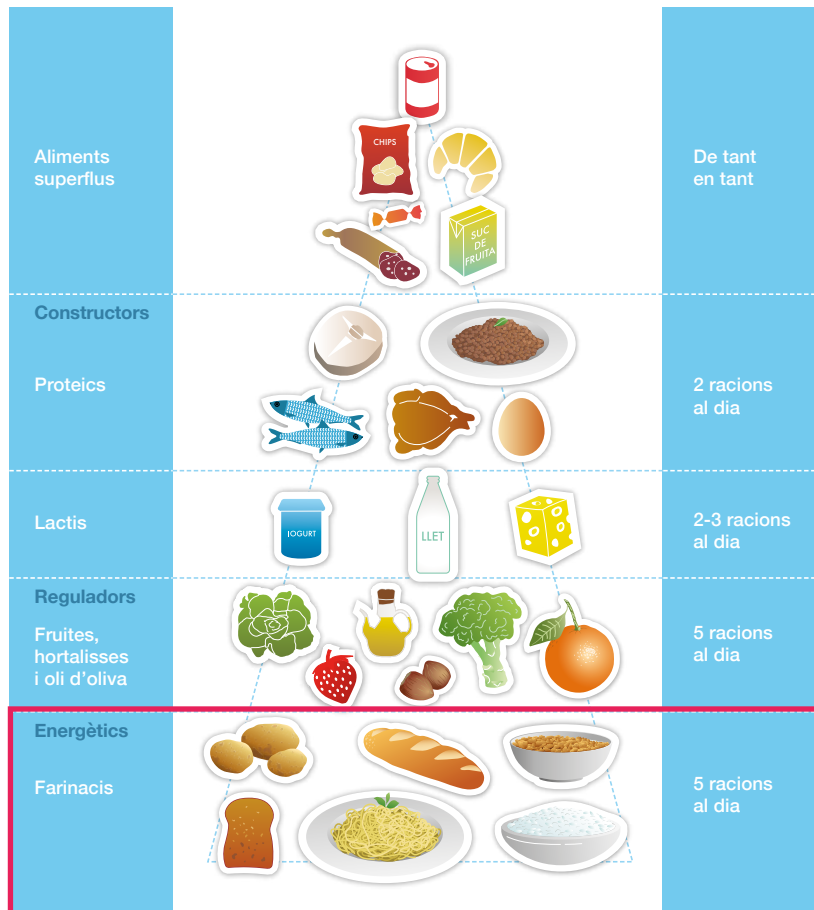 Aliments
superflus
CHIPS
SUC
DE
FRUITA
De tant
en tant
Constructors
Proteics
2 racions
al dia
Lactis
IOGURT
LLET
2-3 racions
al dia
Reguladors
Fruites,
hortalisses
i oli d'oliva
5 racions
al dia
Energètics
Farinacis
5 racions
al dia